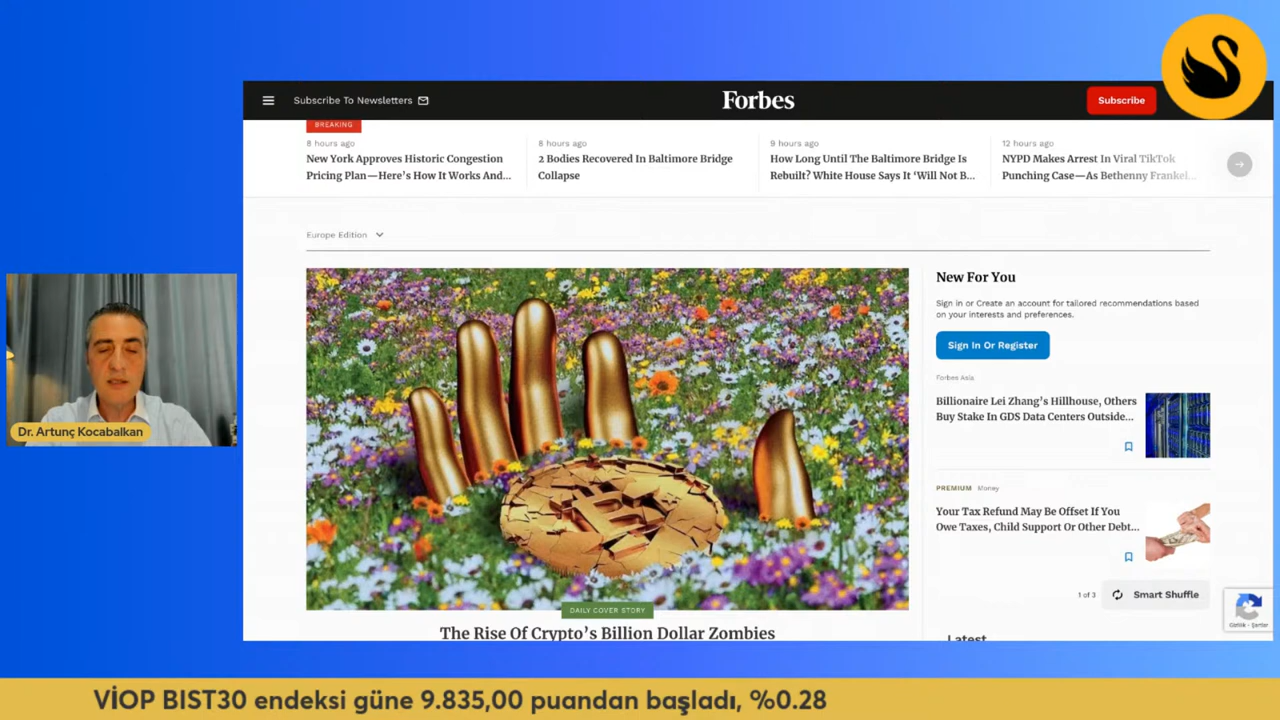 Subscribe To Newsletters
Forbes
Subscribe
BREAKING
8 hours ago
New York Approves Historic Congestion
Pricing Plan—Here's How It Works And...
8 hours ago
2 Bodies Recovered In Baltimore Bridge
Collapse
9 hours ago
How Long Until The Baltimore Bridge Is
Rebuilt? White House Says It 'Will Not B...
12 hours ago
NYPD Makes Arrest In Viral TikTok
Punching Case—As Bethenny Frankel...
Europe Edition
DAILY COVER STORY
The Rise Of Crypto's Billion Dollar Zombies
New For You
Sign in or Create an account for tailored recommendations based
on your interests and preferences.
Sign In Or Register
Forbes Asia
Billionaire Lei Zhang's Hillhouse, Others
Buy Stake In GDS Data Centers Outside...
PREMIUM Money
Your Tax Refund May Be Offset If You
Owe Taxes, Child Support Or Other Debt...
1 of 3
Smart Shuffle
Latest
Gizlilik - Şartlar
Dr. Artunç Kocabalkan
VİOP BIST30 endeksi güne 9.835,00 puandan başladı, %0.28